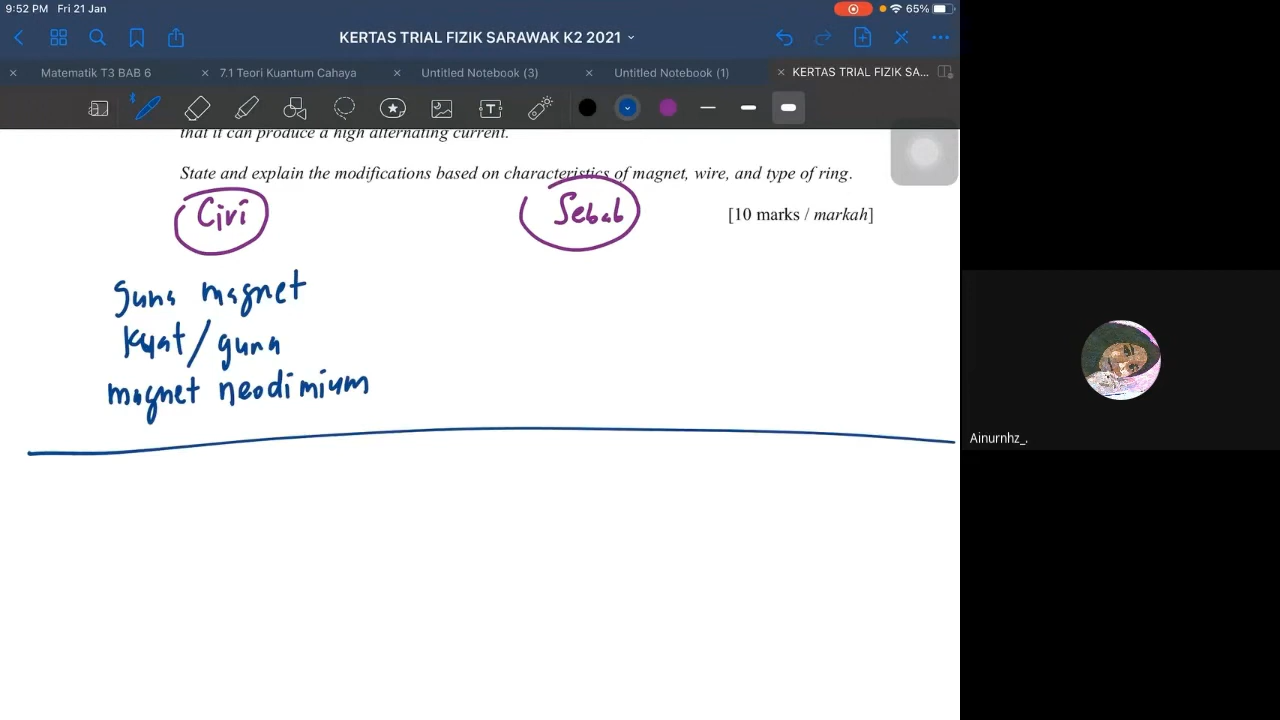 9:52 PM Fri 21 Jan
65%
KERTAS TRIAL FIZIK SARAWAK K2 2021
Matematik T3 BAB 6
7.1 Teori Kuantum Cahaya
Untitled Notebook (3)
Untitled Notebook (1)
KERTAS TRIAL FIZIK SA...
that it can produce a high alternating current.
State and explain the modifications based on characteristics of magnet, wire, and type of ring.
Ciri
Sebab
[10 marks / markah]
guna magnet
kuat/guna
magnet neodimium
Ainurnhz_.